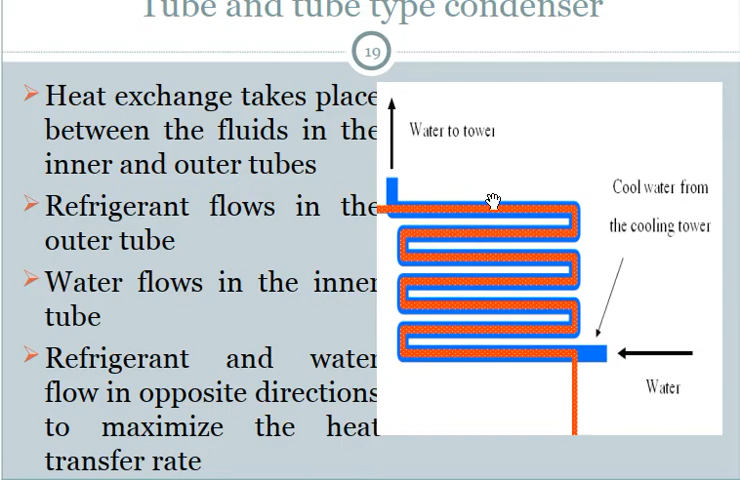 Tube and tube type condenser
19
Heat exchange takes place
between the fluids in the
inner and outer tubes
Refrigerant flows in the
outer tube
Water flows in the inner
tube
Refrigerant and water
flow in opposite directions
to maximize the heat
transfer rate
Water to tower
Cool water from
the cooling tower
Water